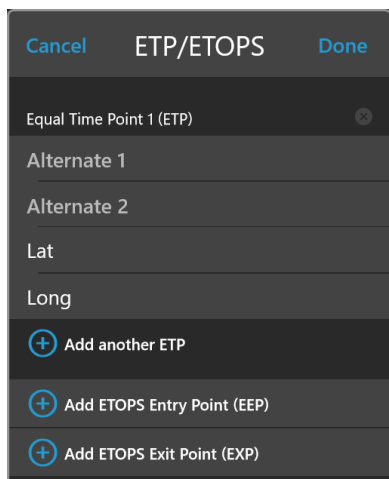 Cancel ETP/ETOPS Done
Equal Time Point 1 (ETP)
Alternate 1
Alternate 2
Lat
Long
Add another ETP
Add ETOPS Entry Point (EEP)
Add ETOPS Exit Point (EXP)